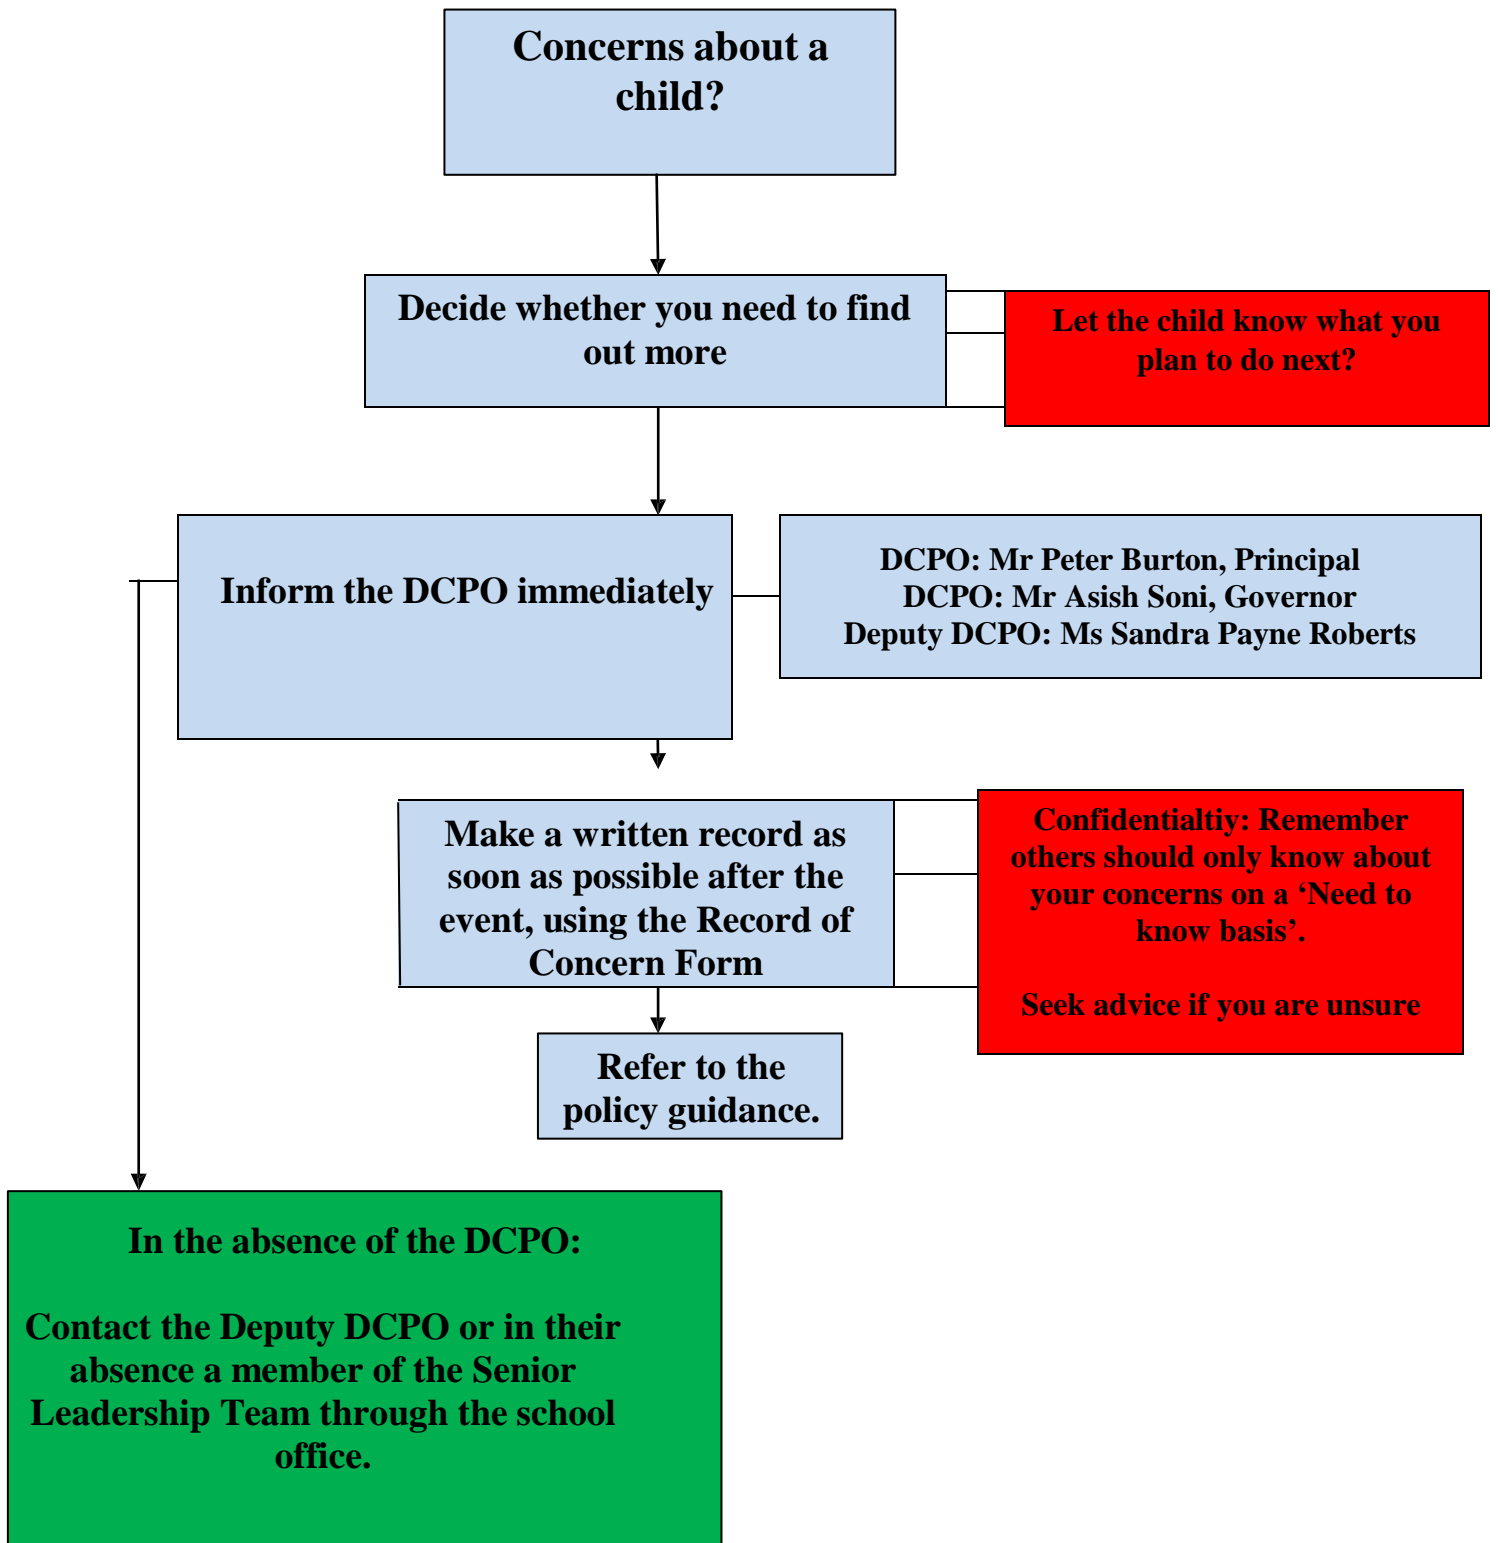 Concerns about a
child?
Decide whether you need to find
out more
Let the child know what you
plan to do next?
Inform the DCPO immediately
DCPO: Mr Peter Burton, Principal
DCPO: Mr Asish Soni, Governor
Deputy DCPO: Ms Sandra Payne Roberts
Make a written record as
soon as possible after the
event, using the Record of
Concern Form
Confidentialtiy: Remember
others should only know about
your concerns on a ‘Need to
know basis’.
Seek advice if you are unsure
Refer to the
policy guidance.
In the absence of the DCPO:
Contact the Deputy DCPO or in their
absence a member of the Senior
Leadership Team through the school
office.